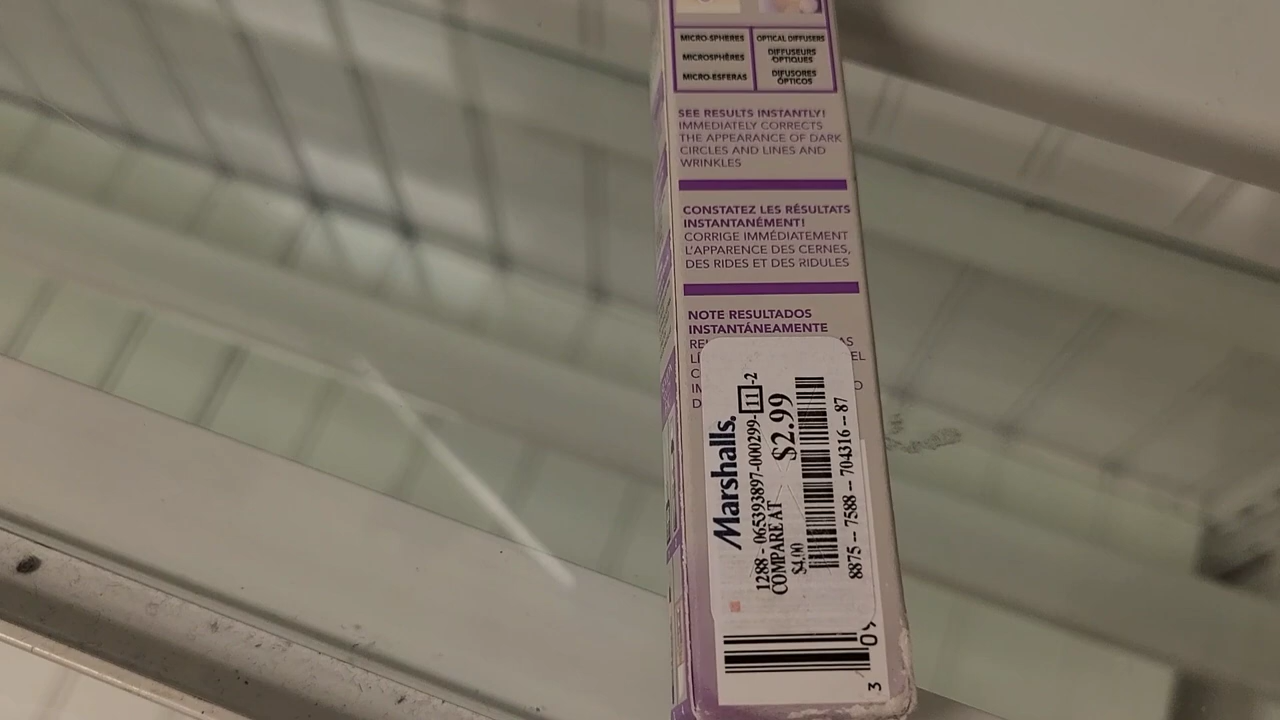 MICRO-SPHERES
MICROSPHÈRES
MICRO-ESFERAS
OPTICAL DIFFUSERS
DIFFUSEURS
OPTIQUES
DIFUSORES
ÓPTICOS
SEE RESULTS INSTANTLY!
IMMEDIATELY CORRECTS
THE APPEARANCE OF DARK
CIRCLES AND LINES AND
WRINKLES
CONSTATEZ LES RÉSULTATS
INSTANTANÉMENT!
CORRIGE IMMÉDIATEMENT
L'APPARENCE DES CERNES,
DES RIDES ET DES RIDULES
NOTE RESULTADOS
INSTANTÁNEAMENTE
Marshalls.
1288 - 065393897-000299-11-2
COMPARE AT $2.99
$4.00
8875 -- 7588 -- 704316 -- 87
3